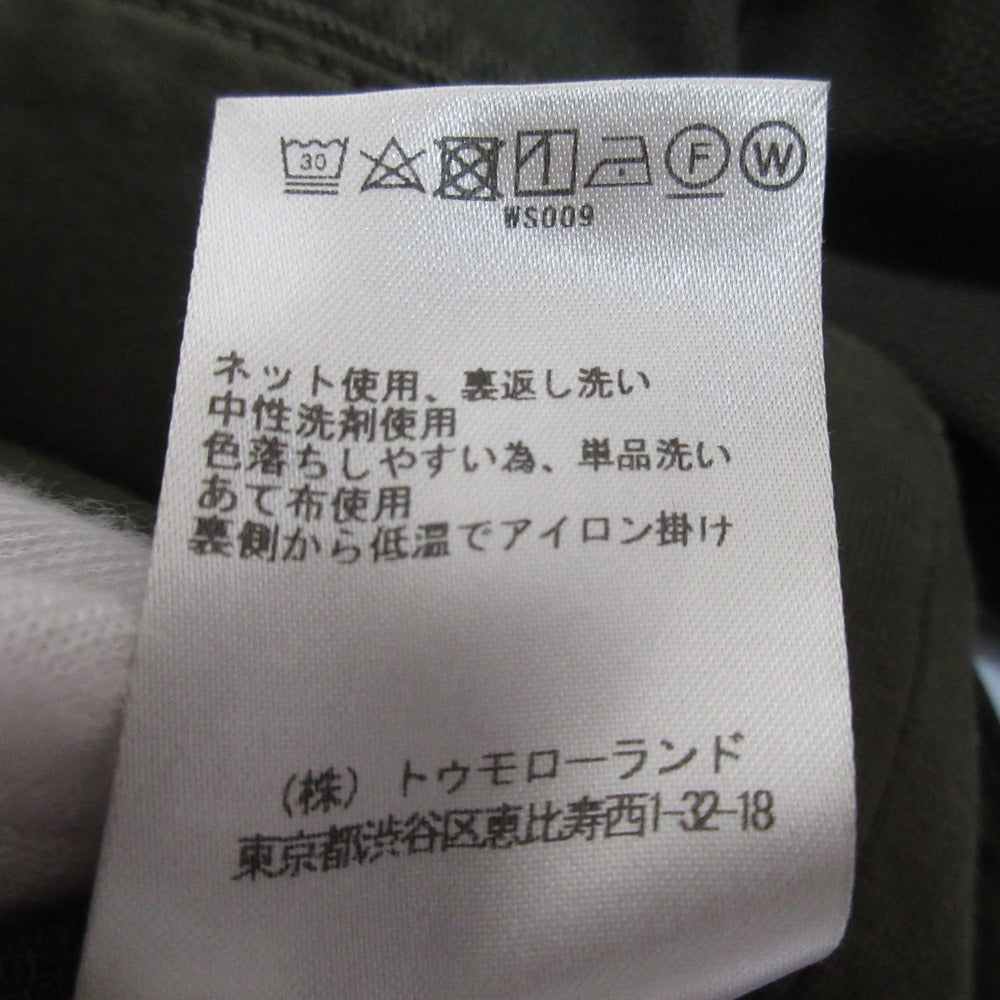 30 F W
WS009
ネット使用、裏返し洗い
中性洗剤使用
色落ちしやすい為、単品洗い
あて布使用
裏側から低温でアイロン掛け
(株) トゥモローランド
東京都渋谷区恵比寿西1-32-18